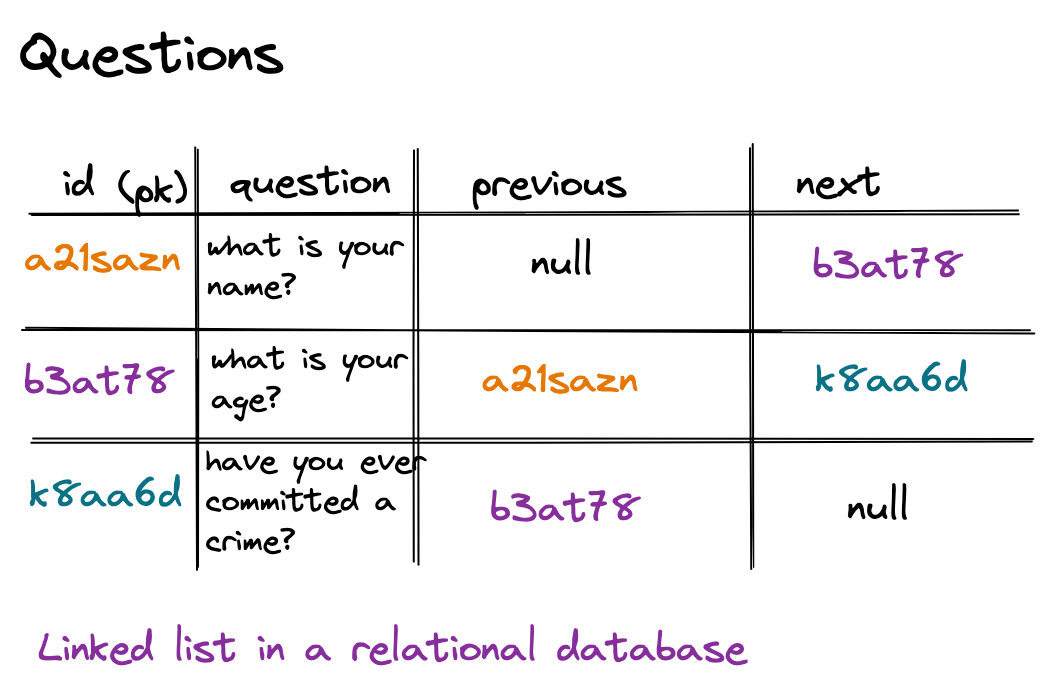 Questions
id (pk) question previous next
a21sazn what is your name? null b3at78
b3at78 what is your age? a21sazn k8aa6d
k8aa6d have you ever committed a crime? b3at78 null
Linked list in a relational database